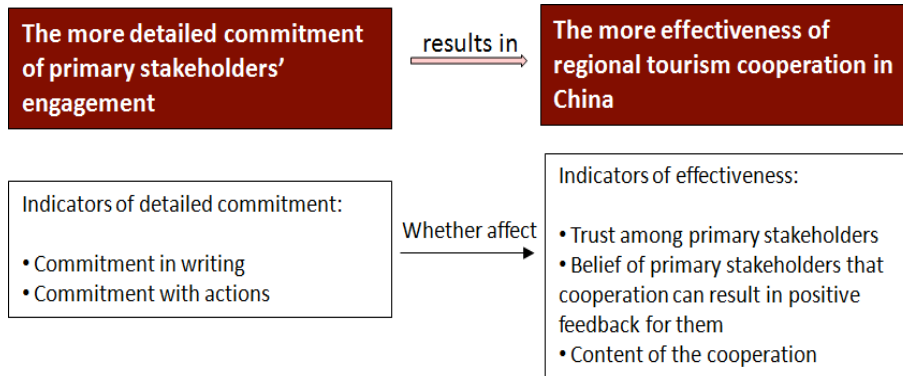 The more detailed commitment
of primary stakeholders'
engagement
results in
The more effectiveness of
regional tourism cooperation in
China
Indicators of detailed commitment:
• Commitment in writing
• Commitment with actions
Whether affect
Indicators of effectiveness:
• Trust among primary stakeholders
• Belief of primary stakeholders that
cooperation can result in positive
feedback for them
• Content of the cooperation